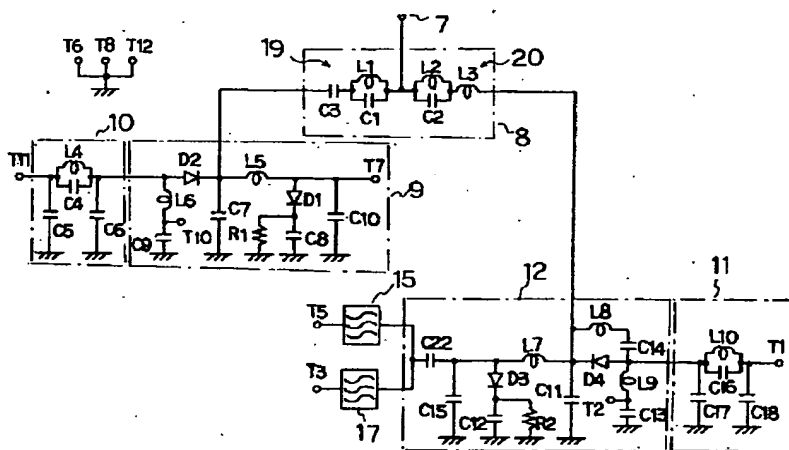 7
T6 T8 T12
19 L1 L2 L3 20
C3 C1 C2
8
10
T11 L4 D2 L5 T7
9
C4 L6 D1
C5 C6 C9 T10 C7 R1 C8 C10
15 12 11
T5 C22 L7 L8 L10 T1
C14
T3 D3 D4 L9 C16
C15 C12 R2 C11 T2 C13 C17 C18
17